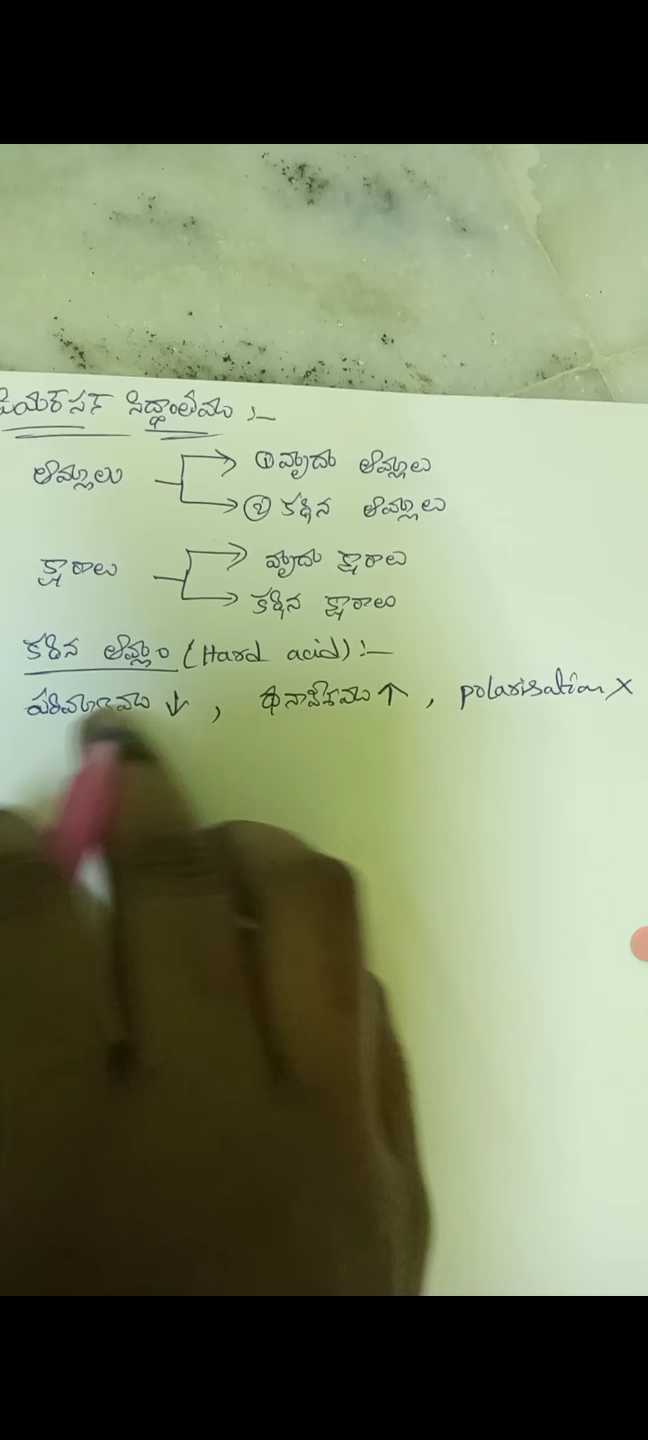 పియర్‌సన్ సిద్ధాంతము :-
ఆమ్లాలు → ① మృదు ఆమ్లాలు
→ ② కఠిన ఆమ్లాలు
క్షారాలు → మృదు క్షారాలు
→ కఠిన క్షారాలు
కఠిన ఆమ్లం (Hard acid) :-
పరిమాణము ↓ , ధనావేశము ↑ , polarisation ×